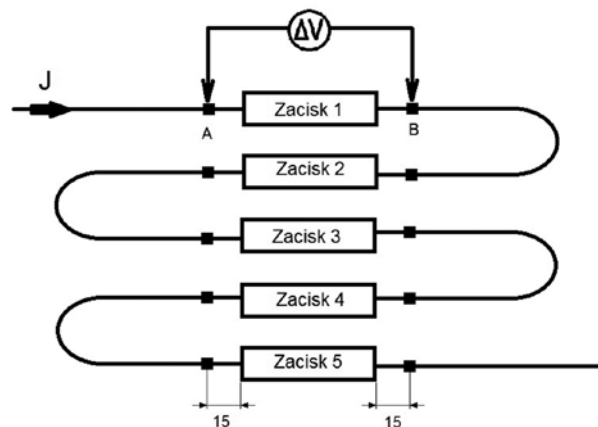 ΔV
J
Zacisk 1
A
B
Zacisk 2
Zacisk 3
Zacisk 4
Zacisk 5
15
15